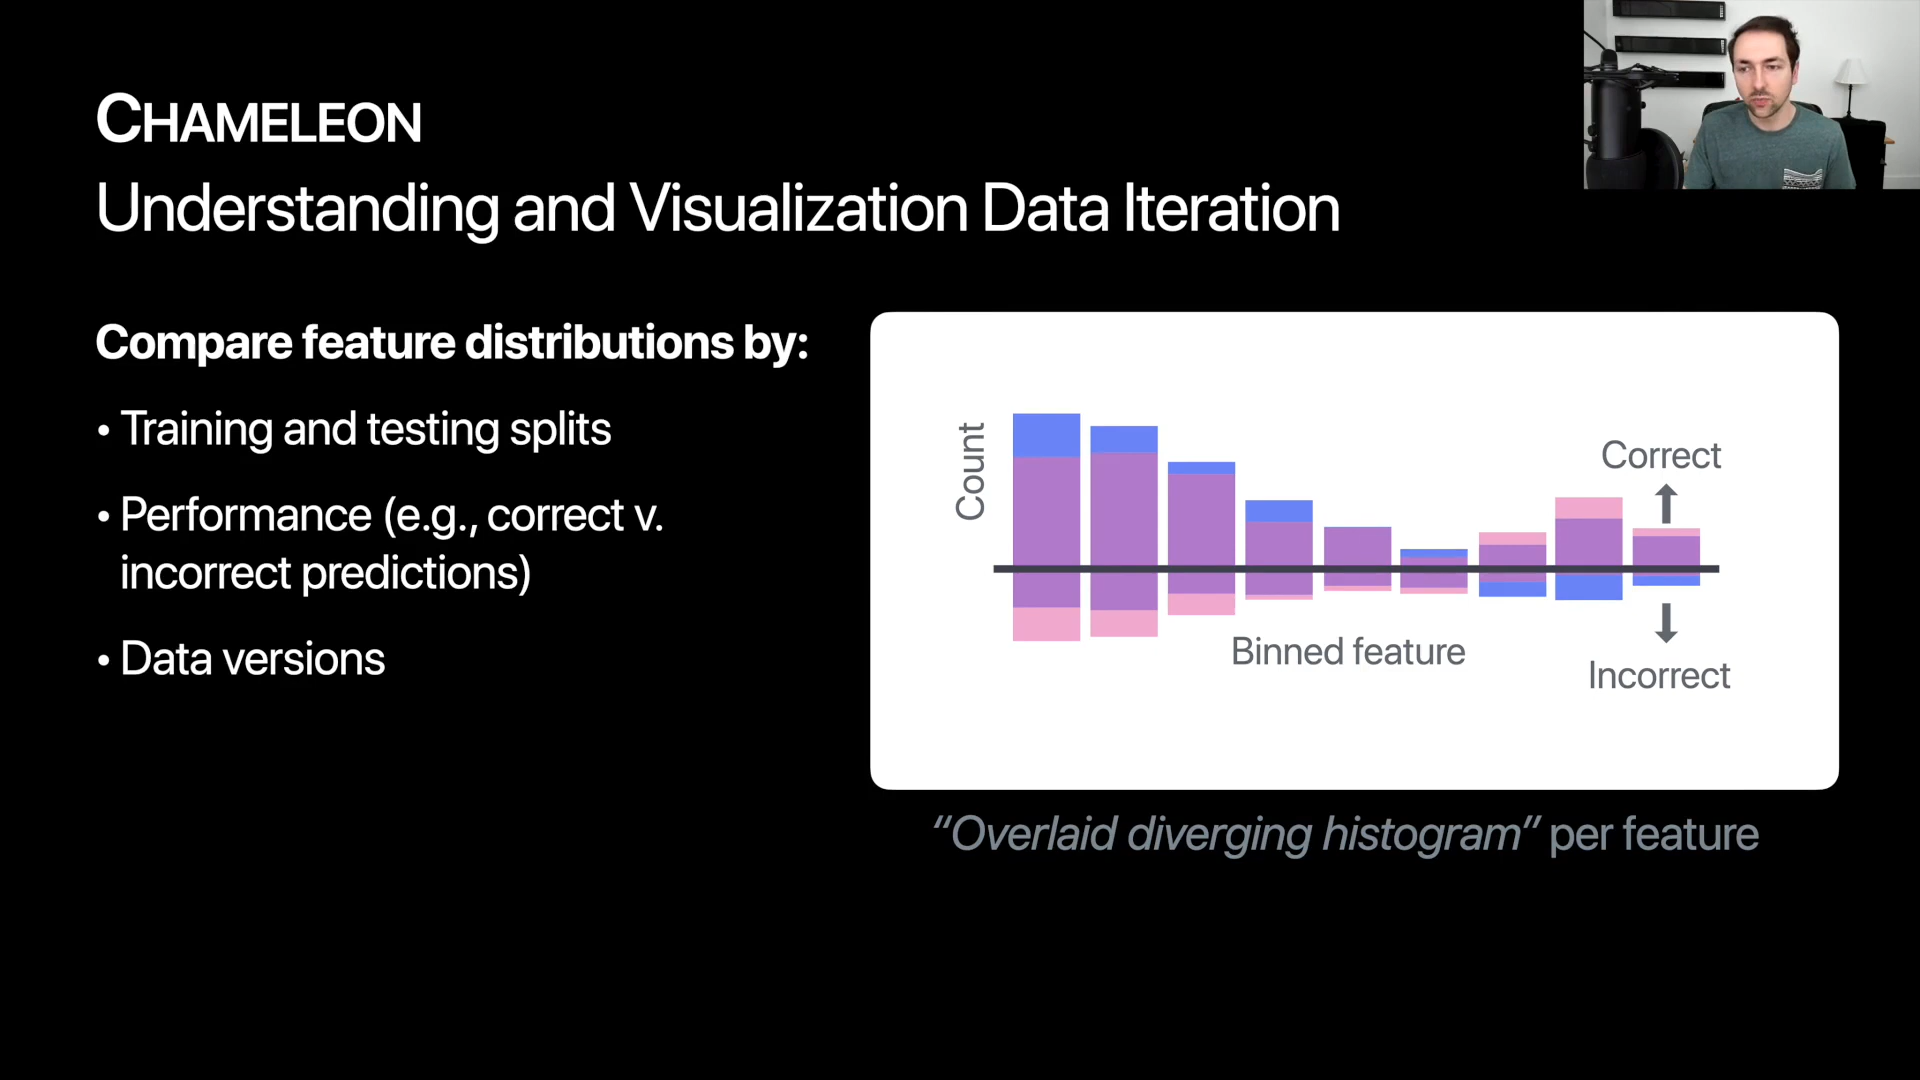 CHAMELEON
Understanding and Visualization Data Iteration
Compare feature distributions by:
• Training and testing splits
• Performance (e.g., correct v.
incorrect predictions)
• Data versions
Count
Correct
Binned feature
Incorrect
“Overlaid diverging histogram” per feature